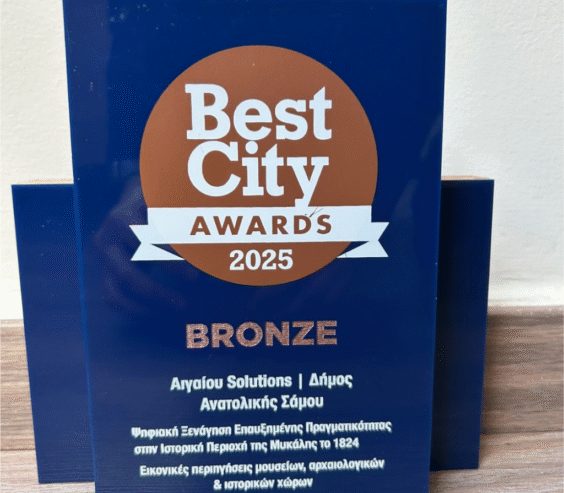 Best
City
AWARDS
2025
BRONZE
Αιγαίου Solutions | Δήμος
Ανατολικής Σάμου
Ψηφιακή Ξενάγηση Επαυξημένης Πραγματικότητος
στην Ιστορική Περιοχή της Μυκάλης το 1824
Εικονικές περιηγήσεις μουσείων, αρχαιολογικών
& ιστορικών χώρων